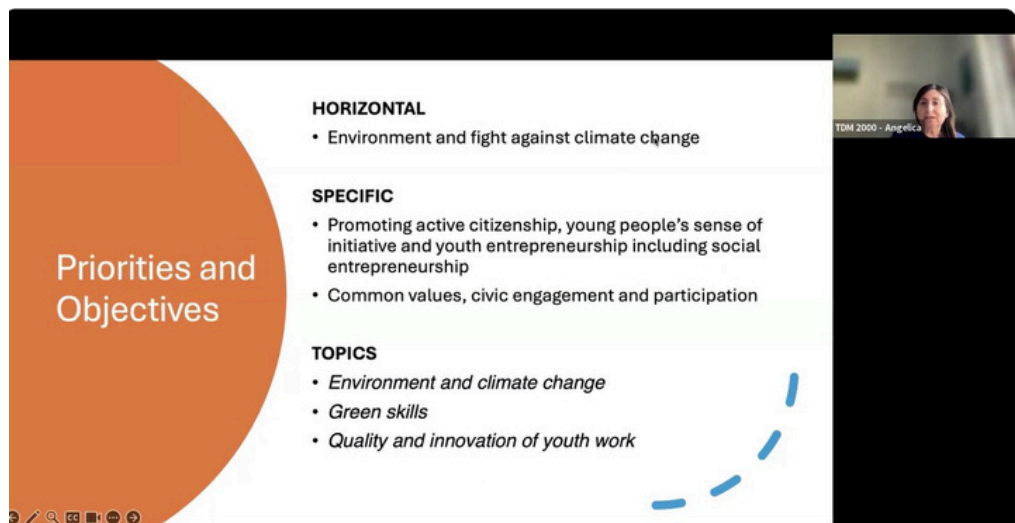 Priorities and
Objectives
HORIZONTAL
• Environment and fight against climate change
SPECIFIC
• Promoting active citizenship, young people’s sense of
initiative and youth entrepreneurship including social
entrepreneurship
• Common values, civic engagement and participation
TOPICS
• Environment and climate change
• Green skills
• Quality and innovation of youth work
TDM 2000 - Angelica
CC